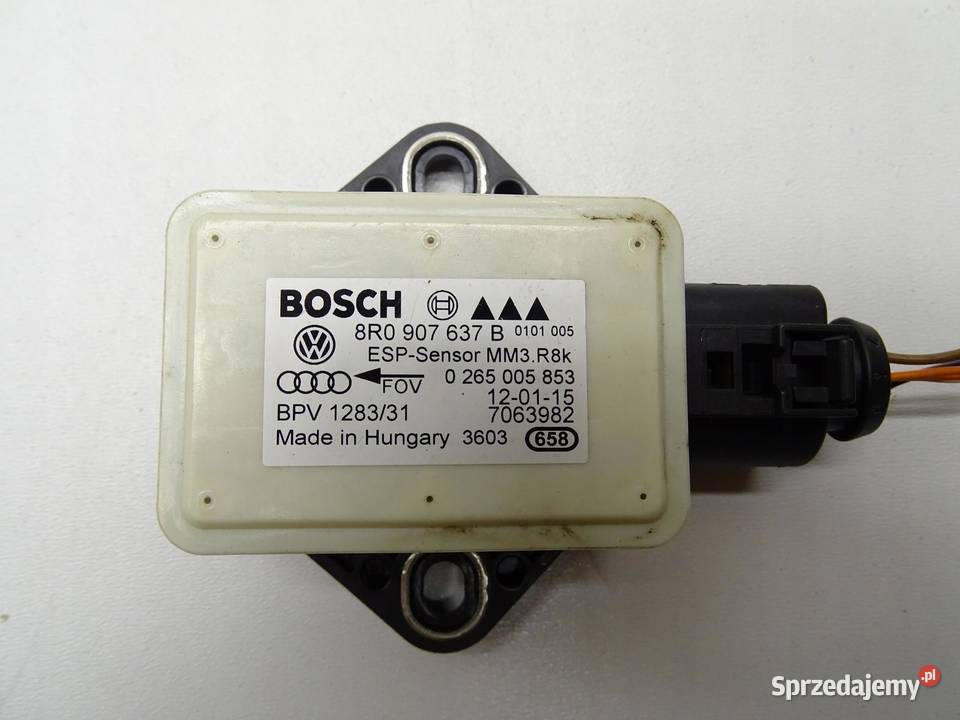 BOSCH
8R0 907 637 B 0101 005
ESP-Sensor MM3.R8k
FOV 0 265 005 853
12-01-15
BPV 1283/31 7063982
Made in Hungary 3603 658
Sprzedajemy.pl